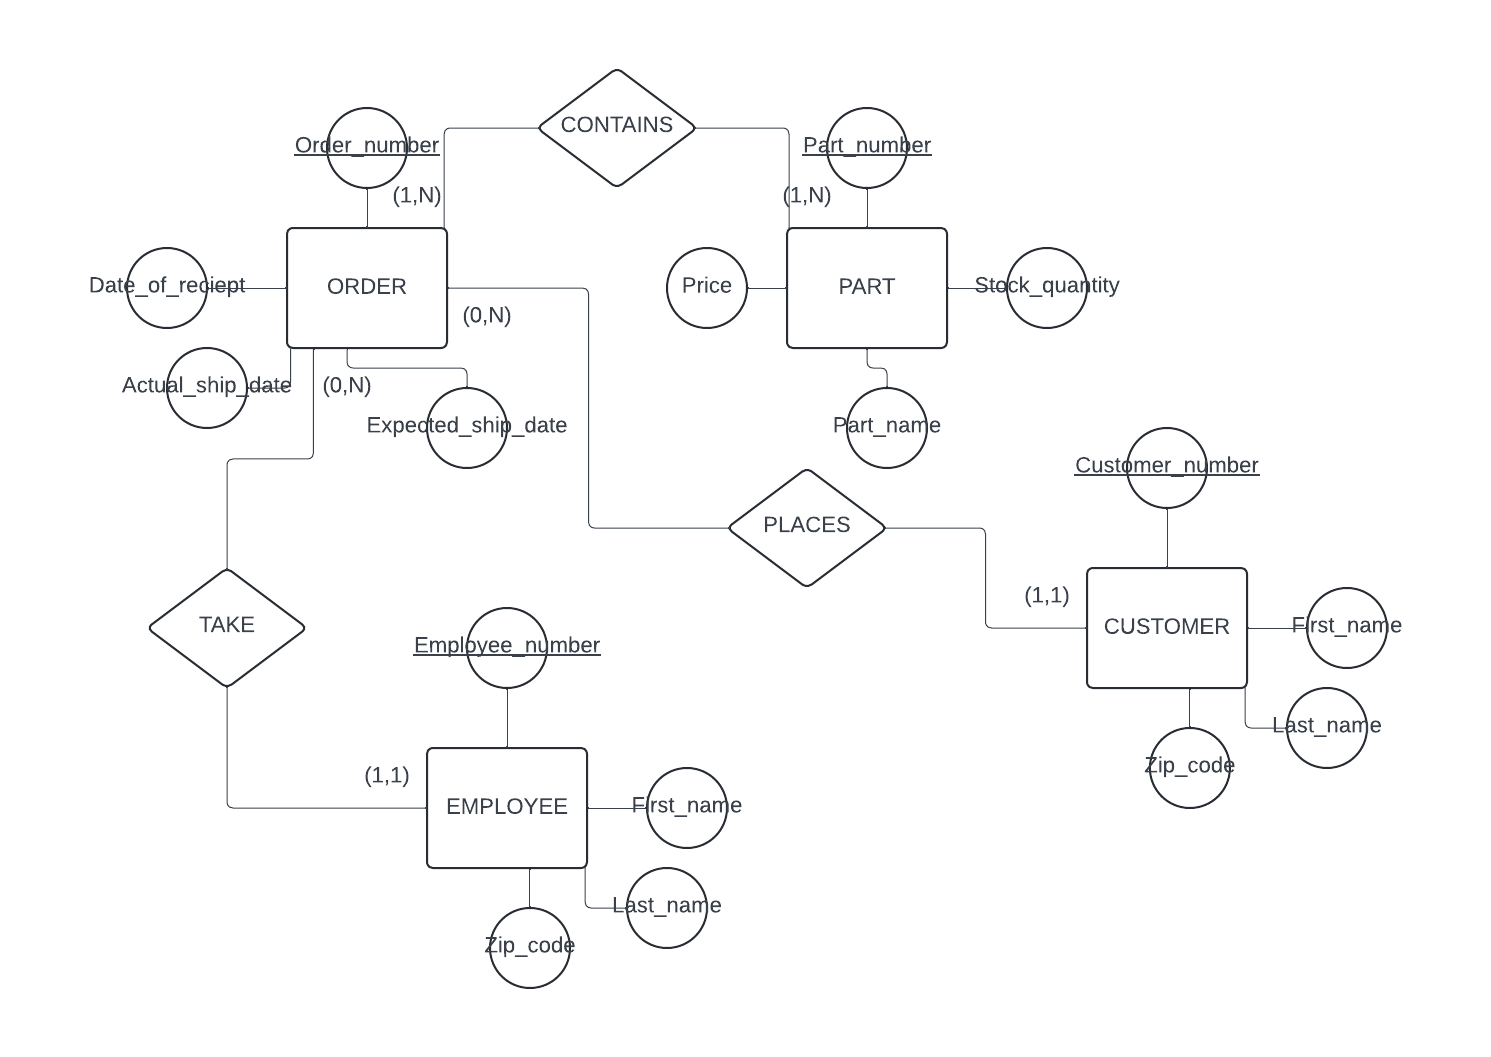 CONTAINS
Order_number
Part_number
(1,N)
(1,N)
Date_of_reciept
ORDER
Price
PART
Stock_quantity
(0,N)
Actual_ship_date
(0,N)
Expected_ship_date
Part_name
Customer_number
PLACES
(1,1)
TAKE
CUSTOMER
First_name
Employee_number
Last_name
Zip_code
(1,1)
EMPLOYEE
First_name
Last_name
Zip_code